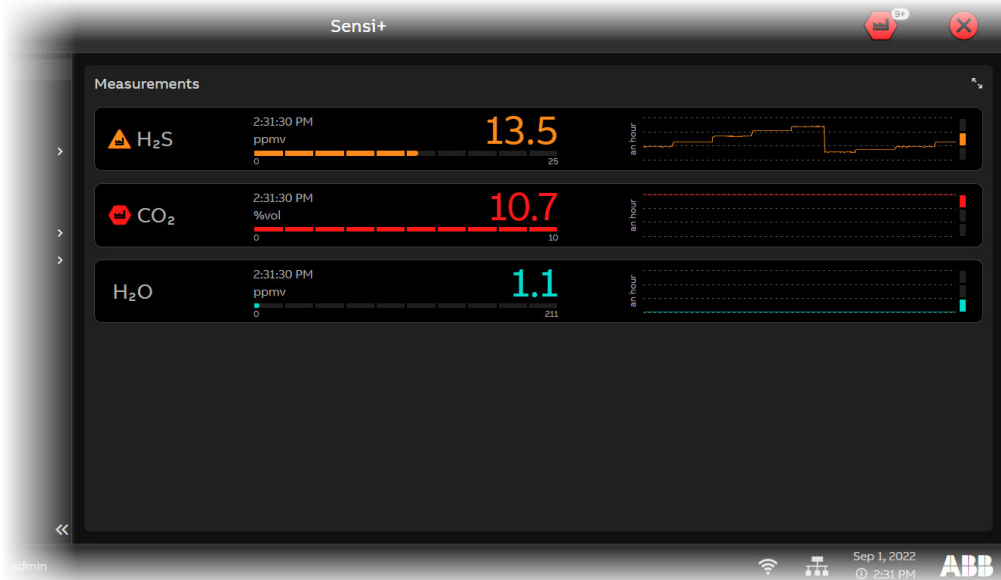 Sensi+
9+
Measurements
H₂S
2:31:30 PM
ppmv
13.5
0
25
an hour
CO₂
2:31:30 PM
%vol
10.7
0
10
an hour
H₂O
2:31:30 PM
ppmv
1.1
0
211
an hour
admin
Sep 1, 2022
2:31 PM
ABB